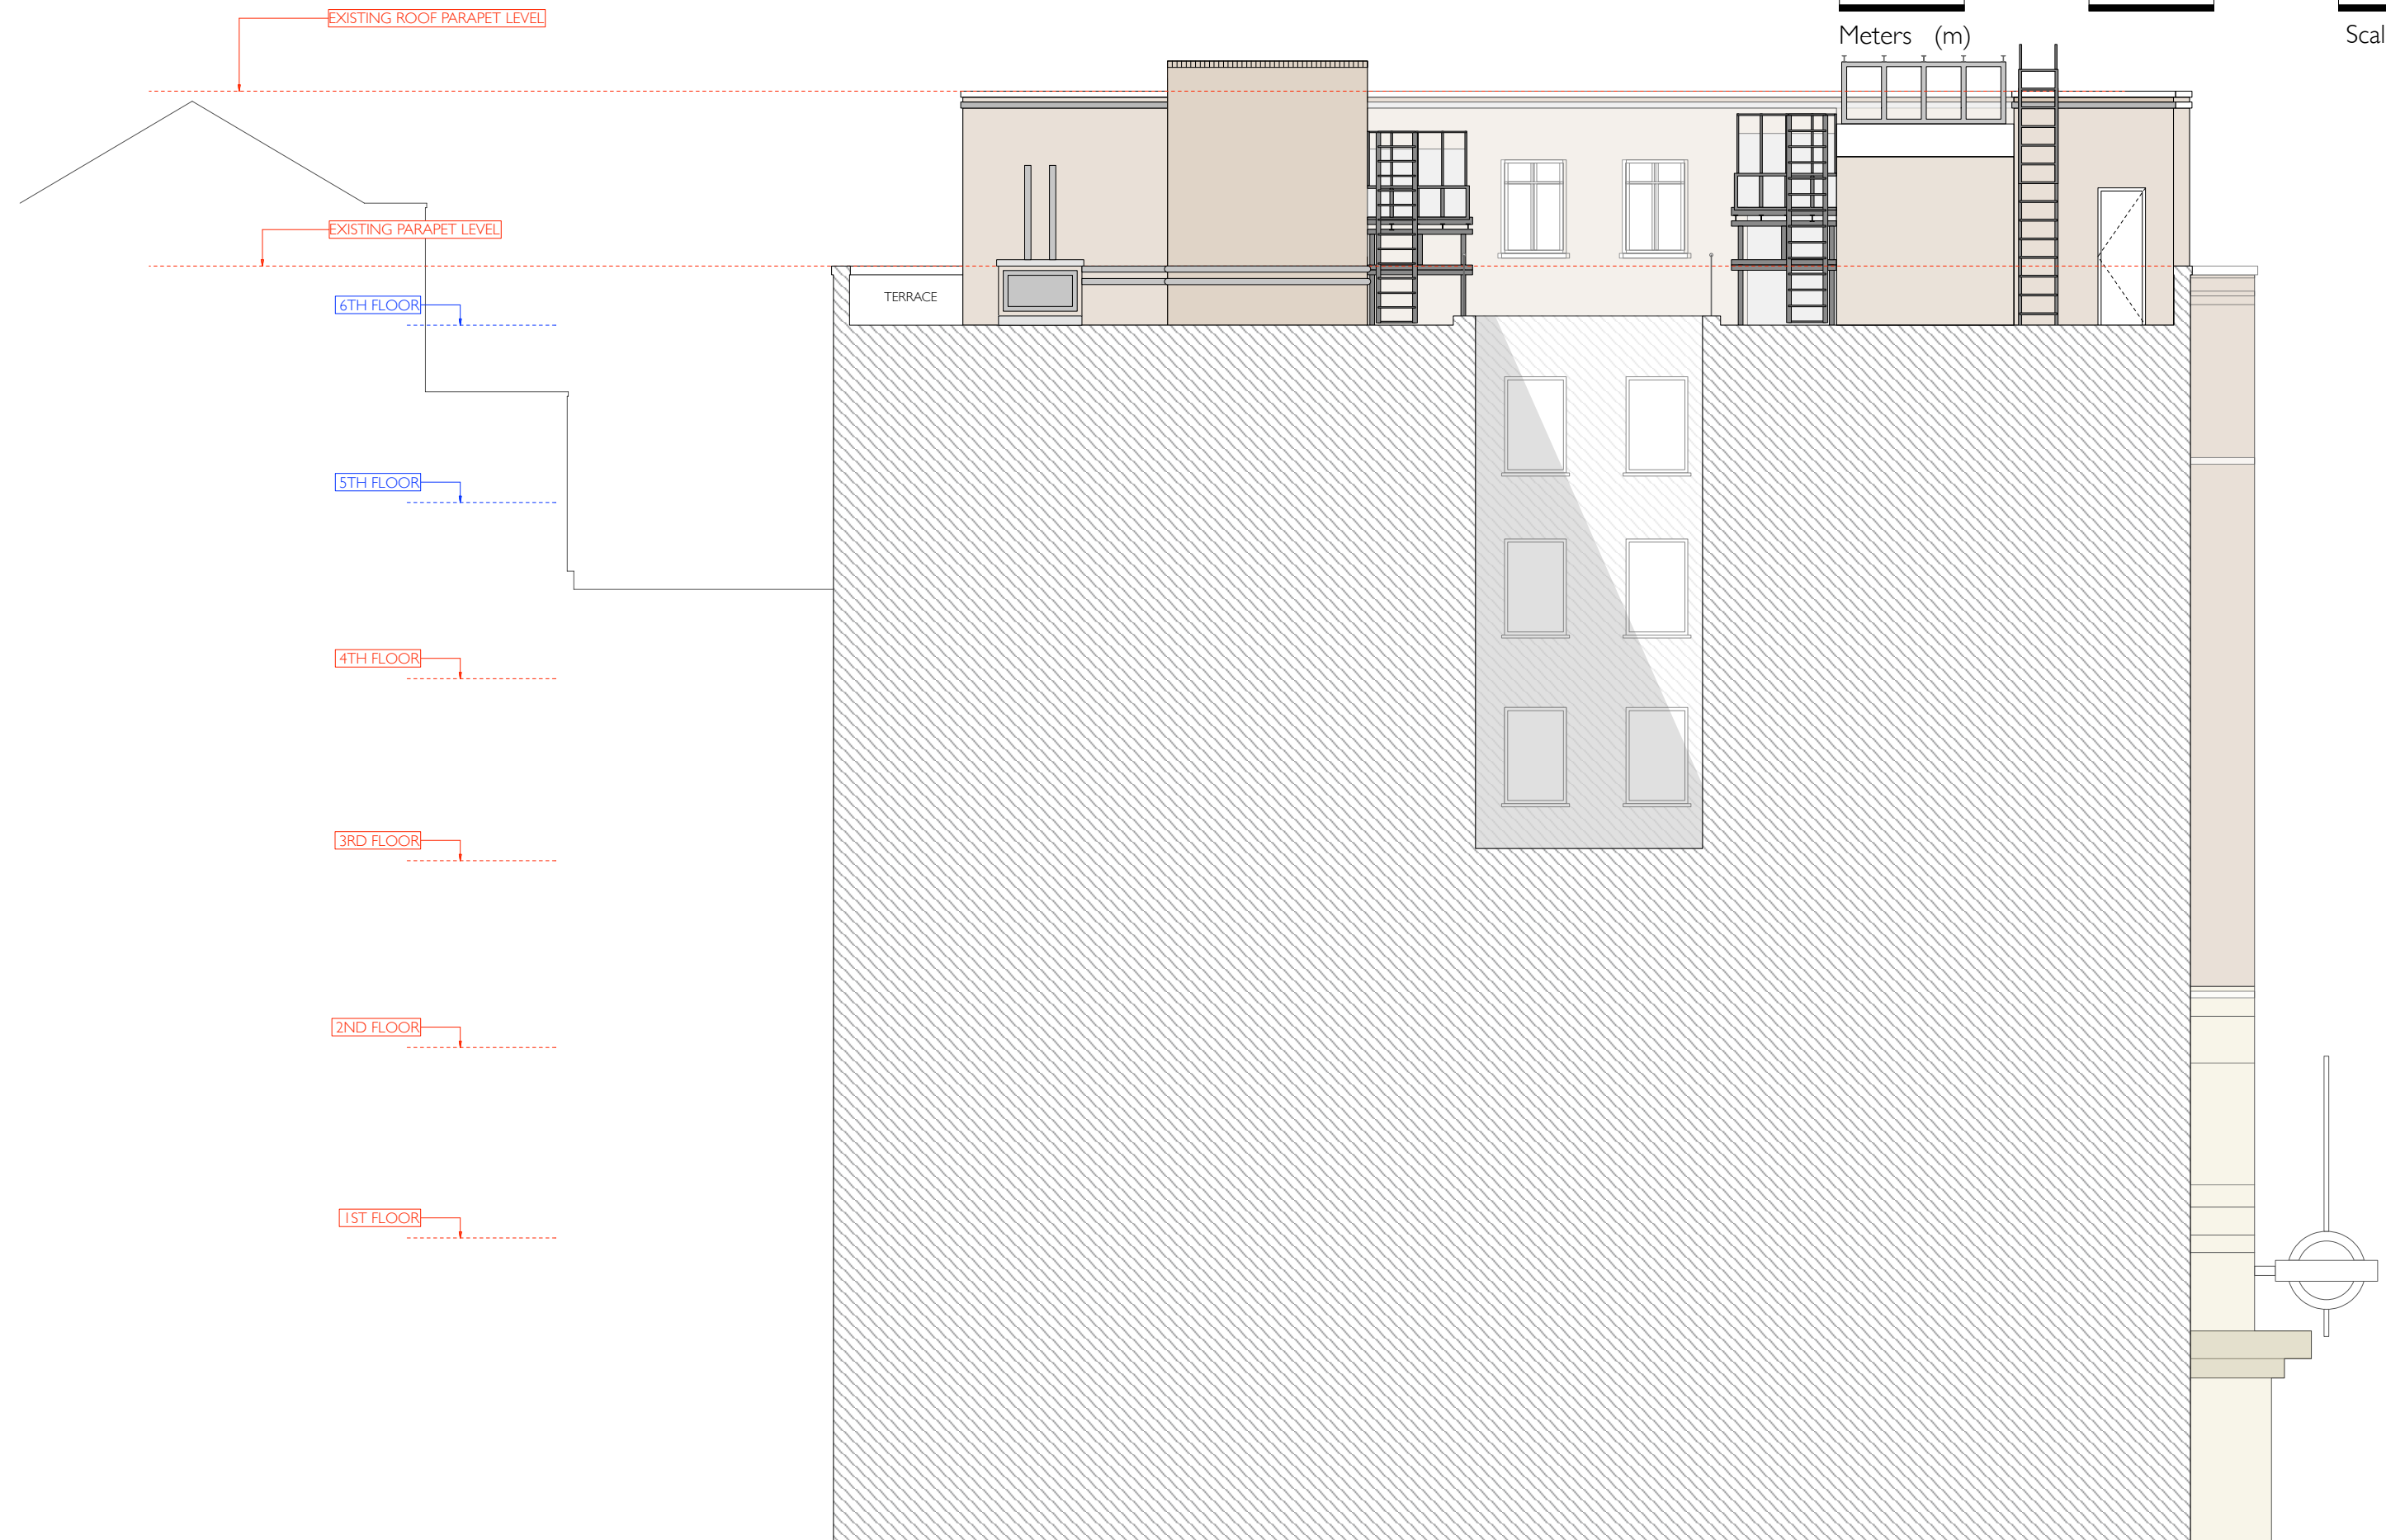 EXISTING ROOF PARAPET LEVEL
Meters (m)
Scal
EXISTING PARAPET LEVEL
TERRACE
6TH FLOOR
5TH FLOOR
4TH FLOOR
3RD FLOOR
2ND FLOOR
1ST FLOOR